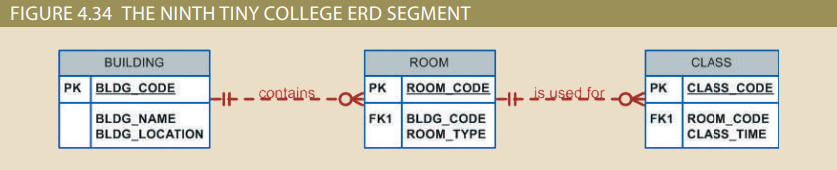 FIGURE 4.34 THE NINTH TINY COLLEGE ERD SEGMENT
BUILDING
PK BLDG_CODE
BLDG_NAME
BLDG_LOCATION
contains
ROOM
PK ROOM_CODE
FK1 BLDG_CODE
ROOM_TYPE
is used for
CLASS
PK CLASS_CODE
FK1 ROOM_CODE
CLASS_TIME